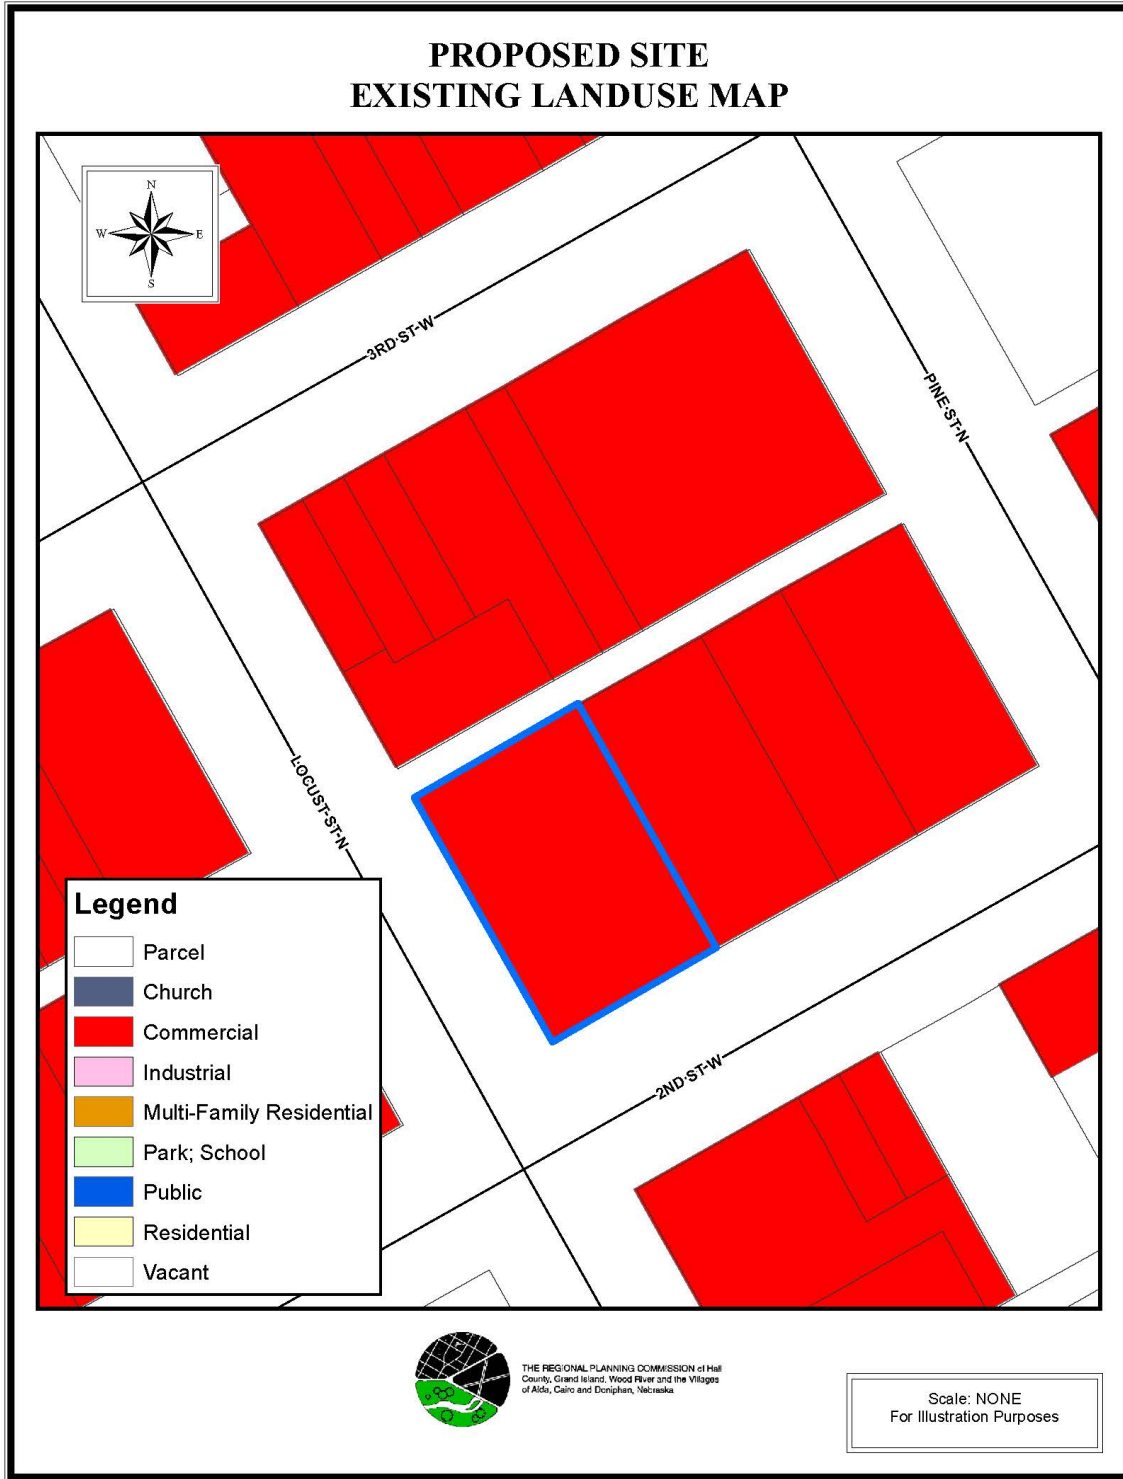 PROPOSED SITE
EXISTING LANDUSE MAP
N
W E
S
3RD ST W
PINE ST N
LOCUST ST N
2ND ST W
Legend
Parcel
Church
Commercial
Industrial
Multi-Family Residential
Park; School
Public
Residential
Vacant
THE REGIONAL PLANNING COMMISSION of Hall
County, Grand Island, Wood River and the Villages
of Alda, Cairo and Doniphan, Nebraska
Scale: NONE
For Illustration Purposes